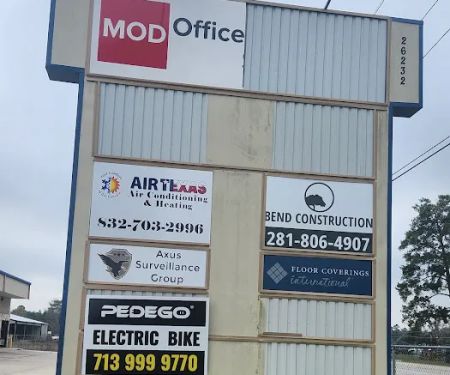 MOD Office
26232
AIRTEXAS
Air Conditioning
& Heating
832-703-2996
BEND CONSTRUCTION
281-806-4907
Axus
Surveillance
Group
FLOOR COVERINGS
international
PEDEGO
ELECTRIC BIKE
713 999 9770